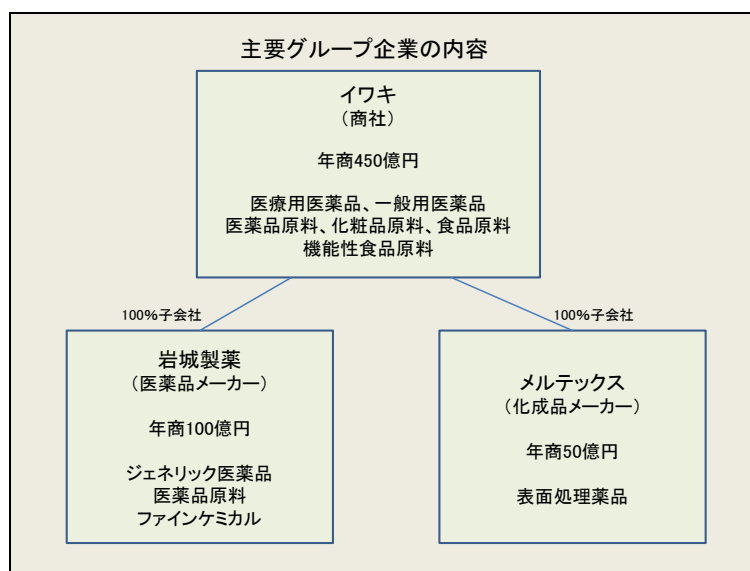 主要グループ企業の内容
イワキ
（商社）
年商450億円
医療用医薬品、一般用医薬品
医薬品原料、化粧品原料、食品原料
機能性食品原料
100%子会社
100%子会社
岩城製薬
（医薬品メーカー）
年商100億円
ジェネリック医薬品
医薬品原料
ファインケミカル
メルテックス
（化成品メーカー）
年商50億円
表面処理薬品